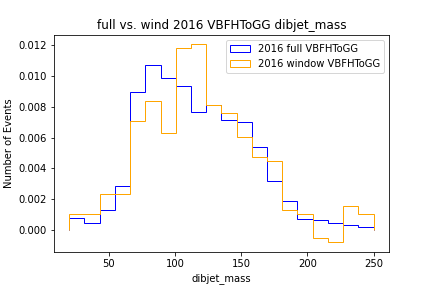 full vs. wind 2016 VBFHToGG dibjet_mass
2016 full VBFHToGG
2016 window VBFHToGG
Number of Events
0.012
0.010
0.008
0.006
0.004
0.002
0.000
50
100
150
200
250
dibjet_mass